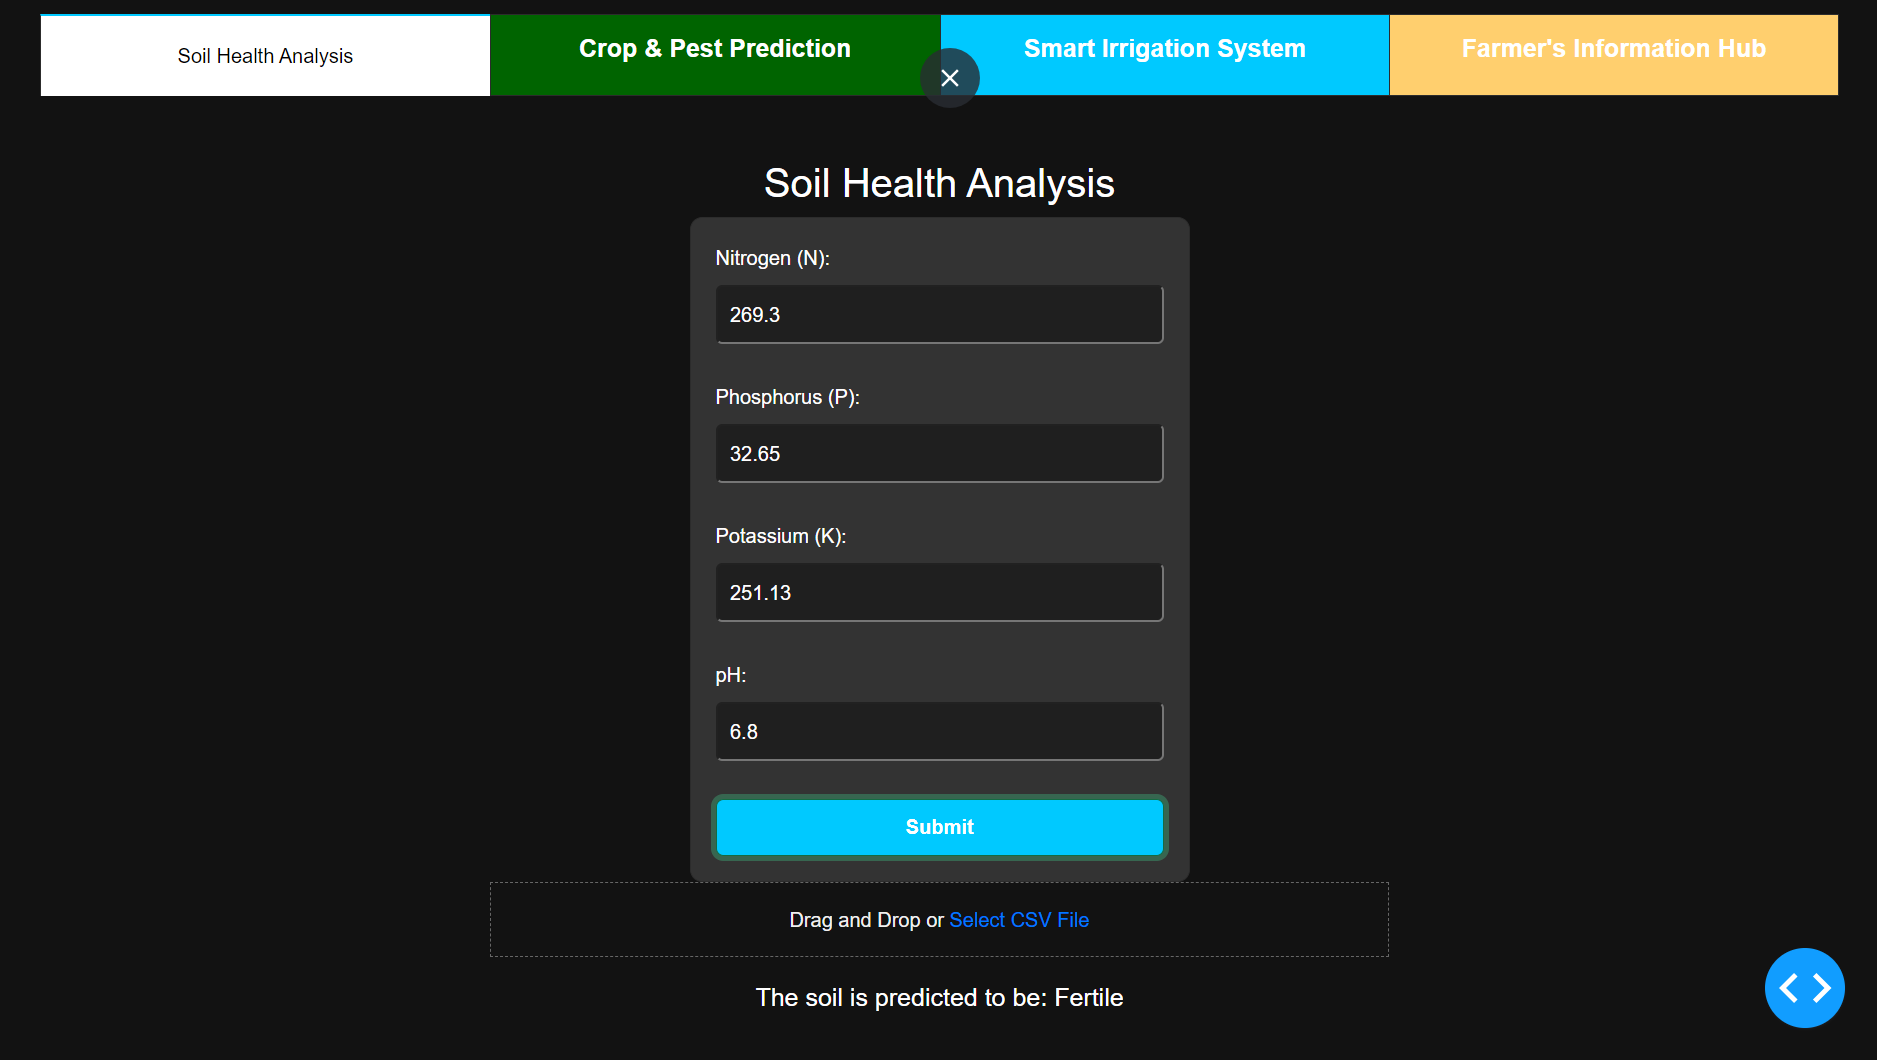 Soil Health Analysis
Crop & Pest Prediction
Smart Irrigation System
Farmer's Information Hub
Soil Health Analysis
Nitrogen (N):
269.3
Phosphorus (P):
32.65
Potassium (K):
251.13
pH:
6.8
Submit
Drag and Drop or Select CSV File
The soil is predicted to be: Fertile